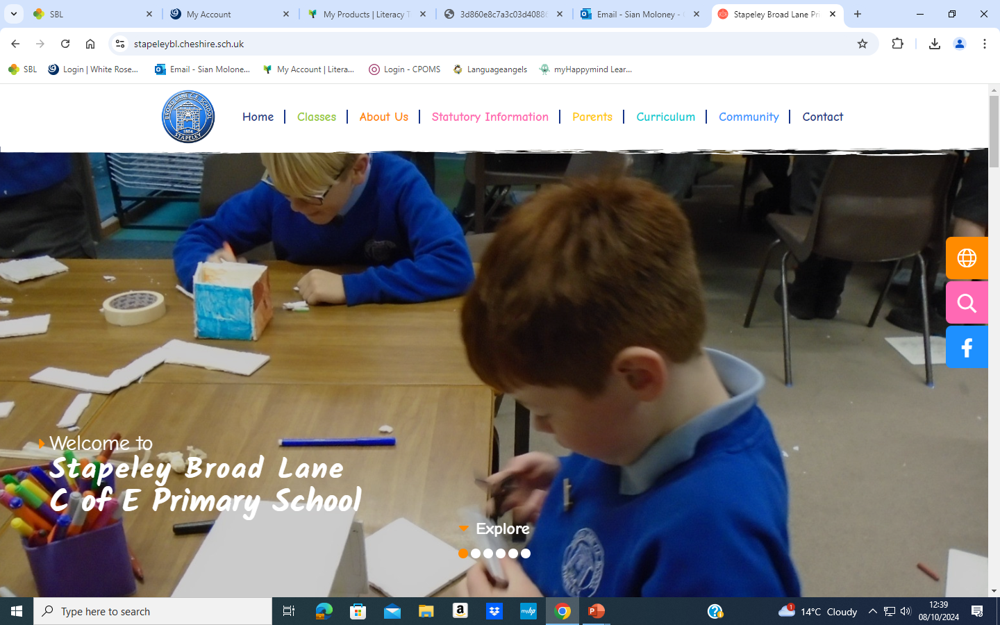 SBL
My Account
My Products | Literacy T
3d860e8c7a3c03d40886
Email - Sian Moloney -
Stapeley Broad Lane Pri
stapeleybl.cheshire.sch.uk
SBL
Login | White Rose...
Email - Sian Molone...
My Account | Litera...
Login - CPOMS
Languageangels
myHappymind Lear...
BROAD LANE C.E. SCHOOL
1864
STAPELEY
Home
Classes
About Us
Statutory Information
Parents
Curriculum
Community
Contact
Welcome to
Stapeley Broad Lane
C of E Primary School
Explore
Type here to search
1
14°C Cloudy
12:39
08/10/2024